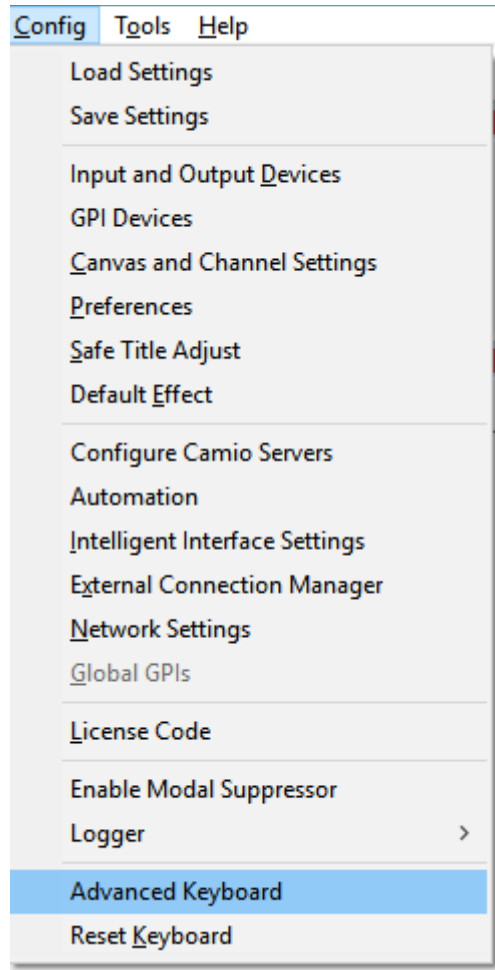 Config Tools Help
Load Settings
Save Settings
Input and Output Devices
GPI Devices
Canvas and Channel Settings
Preferences
Safe Title Adjust
Default Effect
Configure Camio Servers
Automation
Intelligent Interface Settings
External Connection Manager
Network Settings
Global GPIs
License Code
Enable Modal Suppressor
Logger
Advanced Keyboard
Reset Keyboard